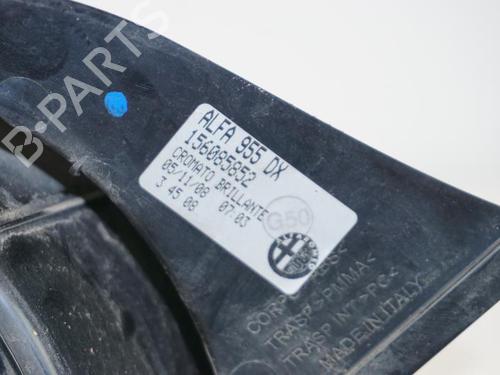 ALFA 955 DX
156085852
CROMATO BRILLANTE
05/11/08 07:03
3 45 08
G50
TRASP >PMMA<
TRASP INT >PC<
MADE IN ITALY
B-PARTS